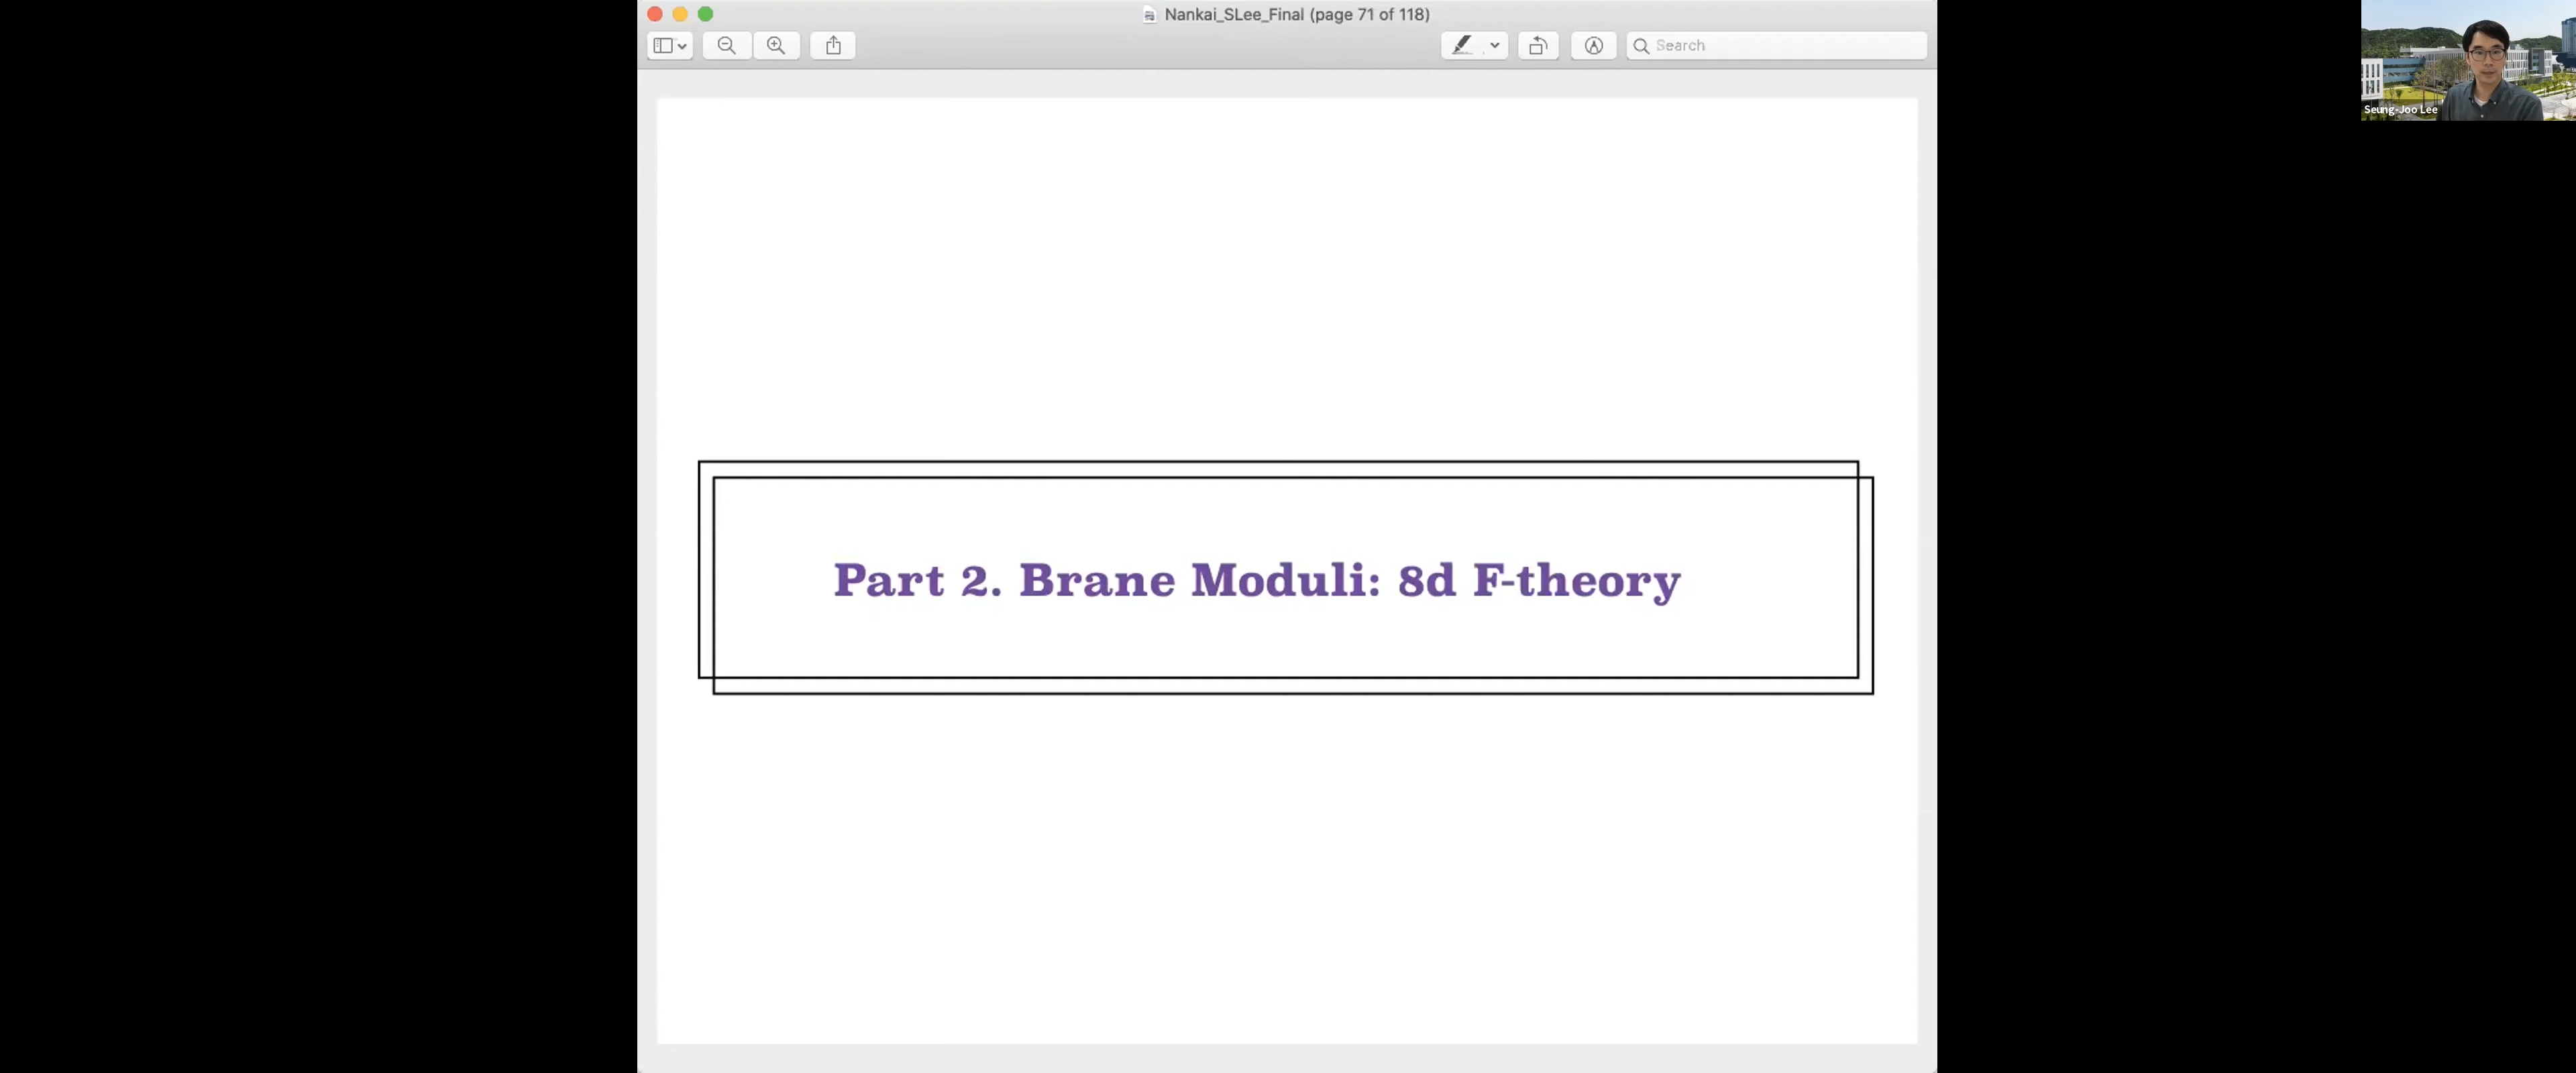 Nankai_SLee_Final (page 71 of 118)
Search
Seung-Joo Lee
Part 2. Brane Moduli: 8d F-theory